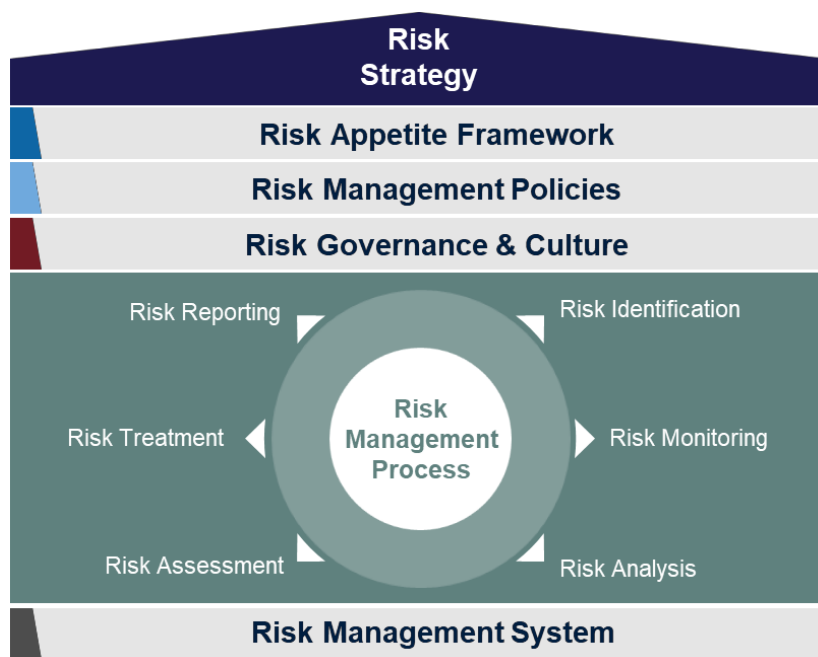 Risk
Strategy
Risk Appetite Framework
Risk Management Policies
Risk Governance & Culture
Risk Reporting
Risk Identification
Risk Treatment
Risk
Management
Process
Risk Monitoring
Risk Assessment
Risk Analysis
Risk Management System